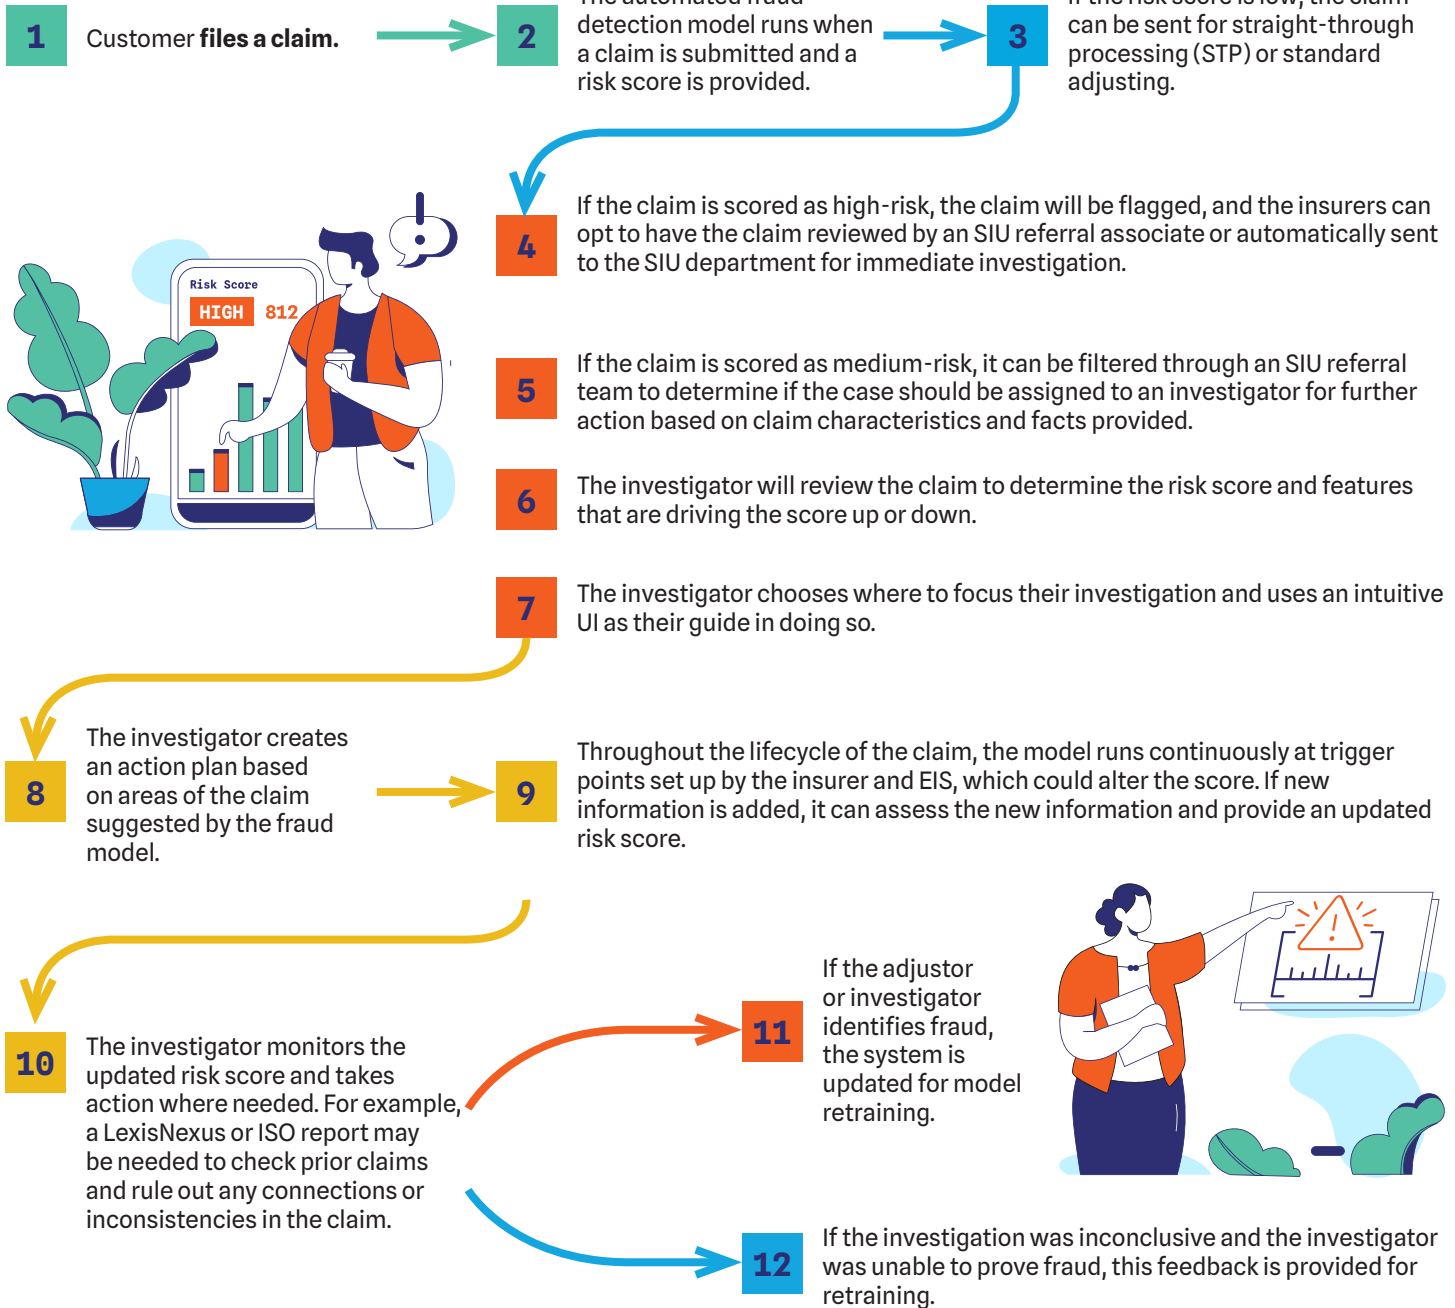 1
Customer files a claim.
2
The automated fraud
detection model runs when
a claim is submitted and a
risk score is provided.
3
If the risk score is low, the claim
can be sent for straight-through
processing (STP) or standard
adjusting.
4
If the claim is scored as high-risk, the claim will be flagged, and the insurers can
opt to have the claim reviewed by an SIU referral associate or automatically sent
to the SIU department for immediate investigation.
Risk Score
HIGH 812
5
If the claim is scored as medium-risk, it can be filtered through an SIU referral
team to determine if the case should be assigned to an investigator for further
action based on claim characteristics and facts provided.
6
The investigator will review the claim to determine the risk score and features
that are driving the score up or down.
7
The investigator chooses where to focus their investigation and uses an intuitive
UI as their guide in doing so.
8
The investigator creates
an action plan based
on areas of the claim
suggested by the fraud
model.
9
Throughout the lifecycle of the claim, the model runs continuously at trigger
points set up by the insurer and EIS, which could alter the score. If new
information is added, it can assess the new information and provide an updated
risk score.
10
The investigator monitors the
updated risk score and takes
action where needed. For example,
a LexisNexus or ISO report may
be needed to check prior claims
and rule out any connections or
inconsistencies in the claim.
11
If the adjustor
or investigator
identifies fraud,
the system is
updated for model
retraining.
12
If the investigation was inconclusive and the investigator
was unable to prove fraud, this feedback is provided for
retraining.